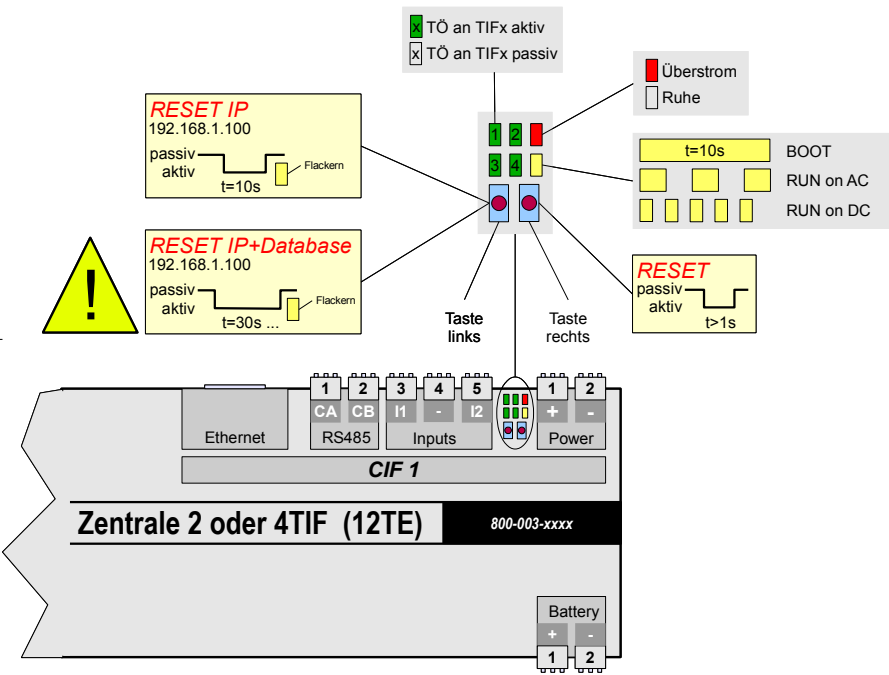 x TÖ an TIFx aktiv
x TÖ an TIFx passiv
Überstrom
Ruhe
RESET IP
192.168.1.100
passiv
aktiv
t=10s
Flackern
1 2
3 4
t=10s BOOT
RUN on AC
RUN on DC
!
RESET IP+Database
192.168.1.100
passiv
aktiv
t=30s ...
Flackern
RESET
passiv
aktiv
t>1s
Taste
links
Taste
rechts
1 2 3 4 5 1 2
CA CB I1 - I2 + -
Ethernet RS485 Inputs Power
CIF 1
Zentrale 2 oder 4TIF (12TE) 800-003-xxxx
Battery
+ -
1 2